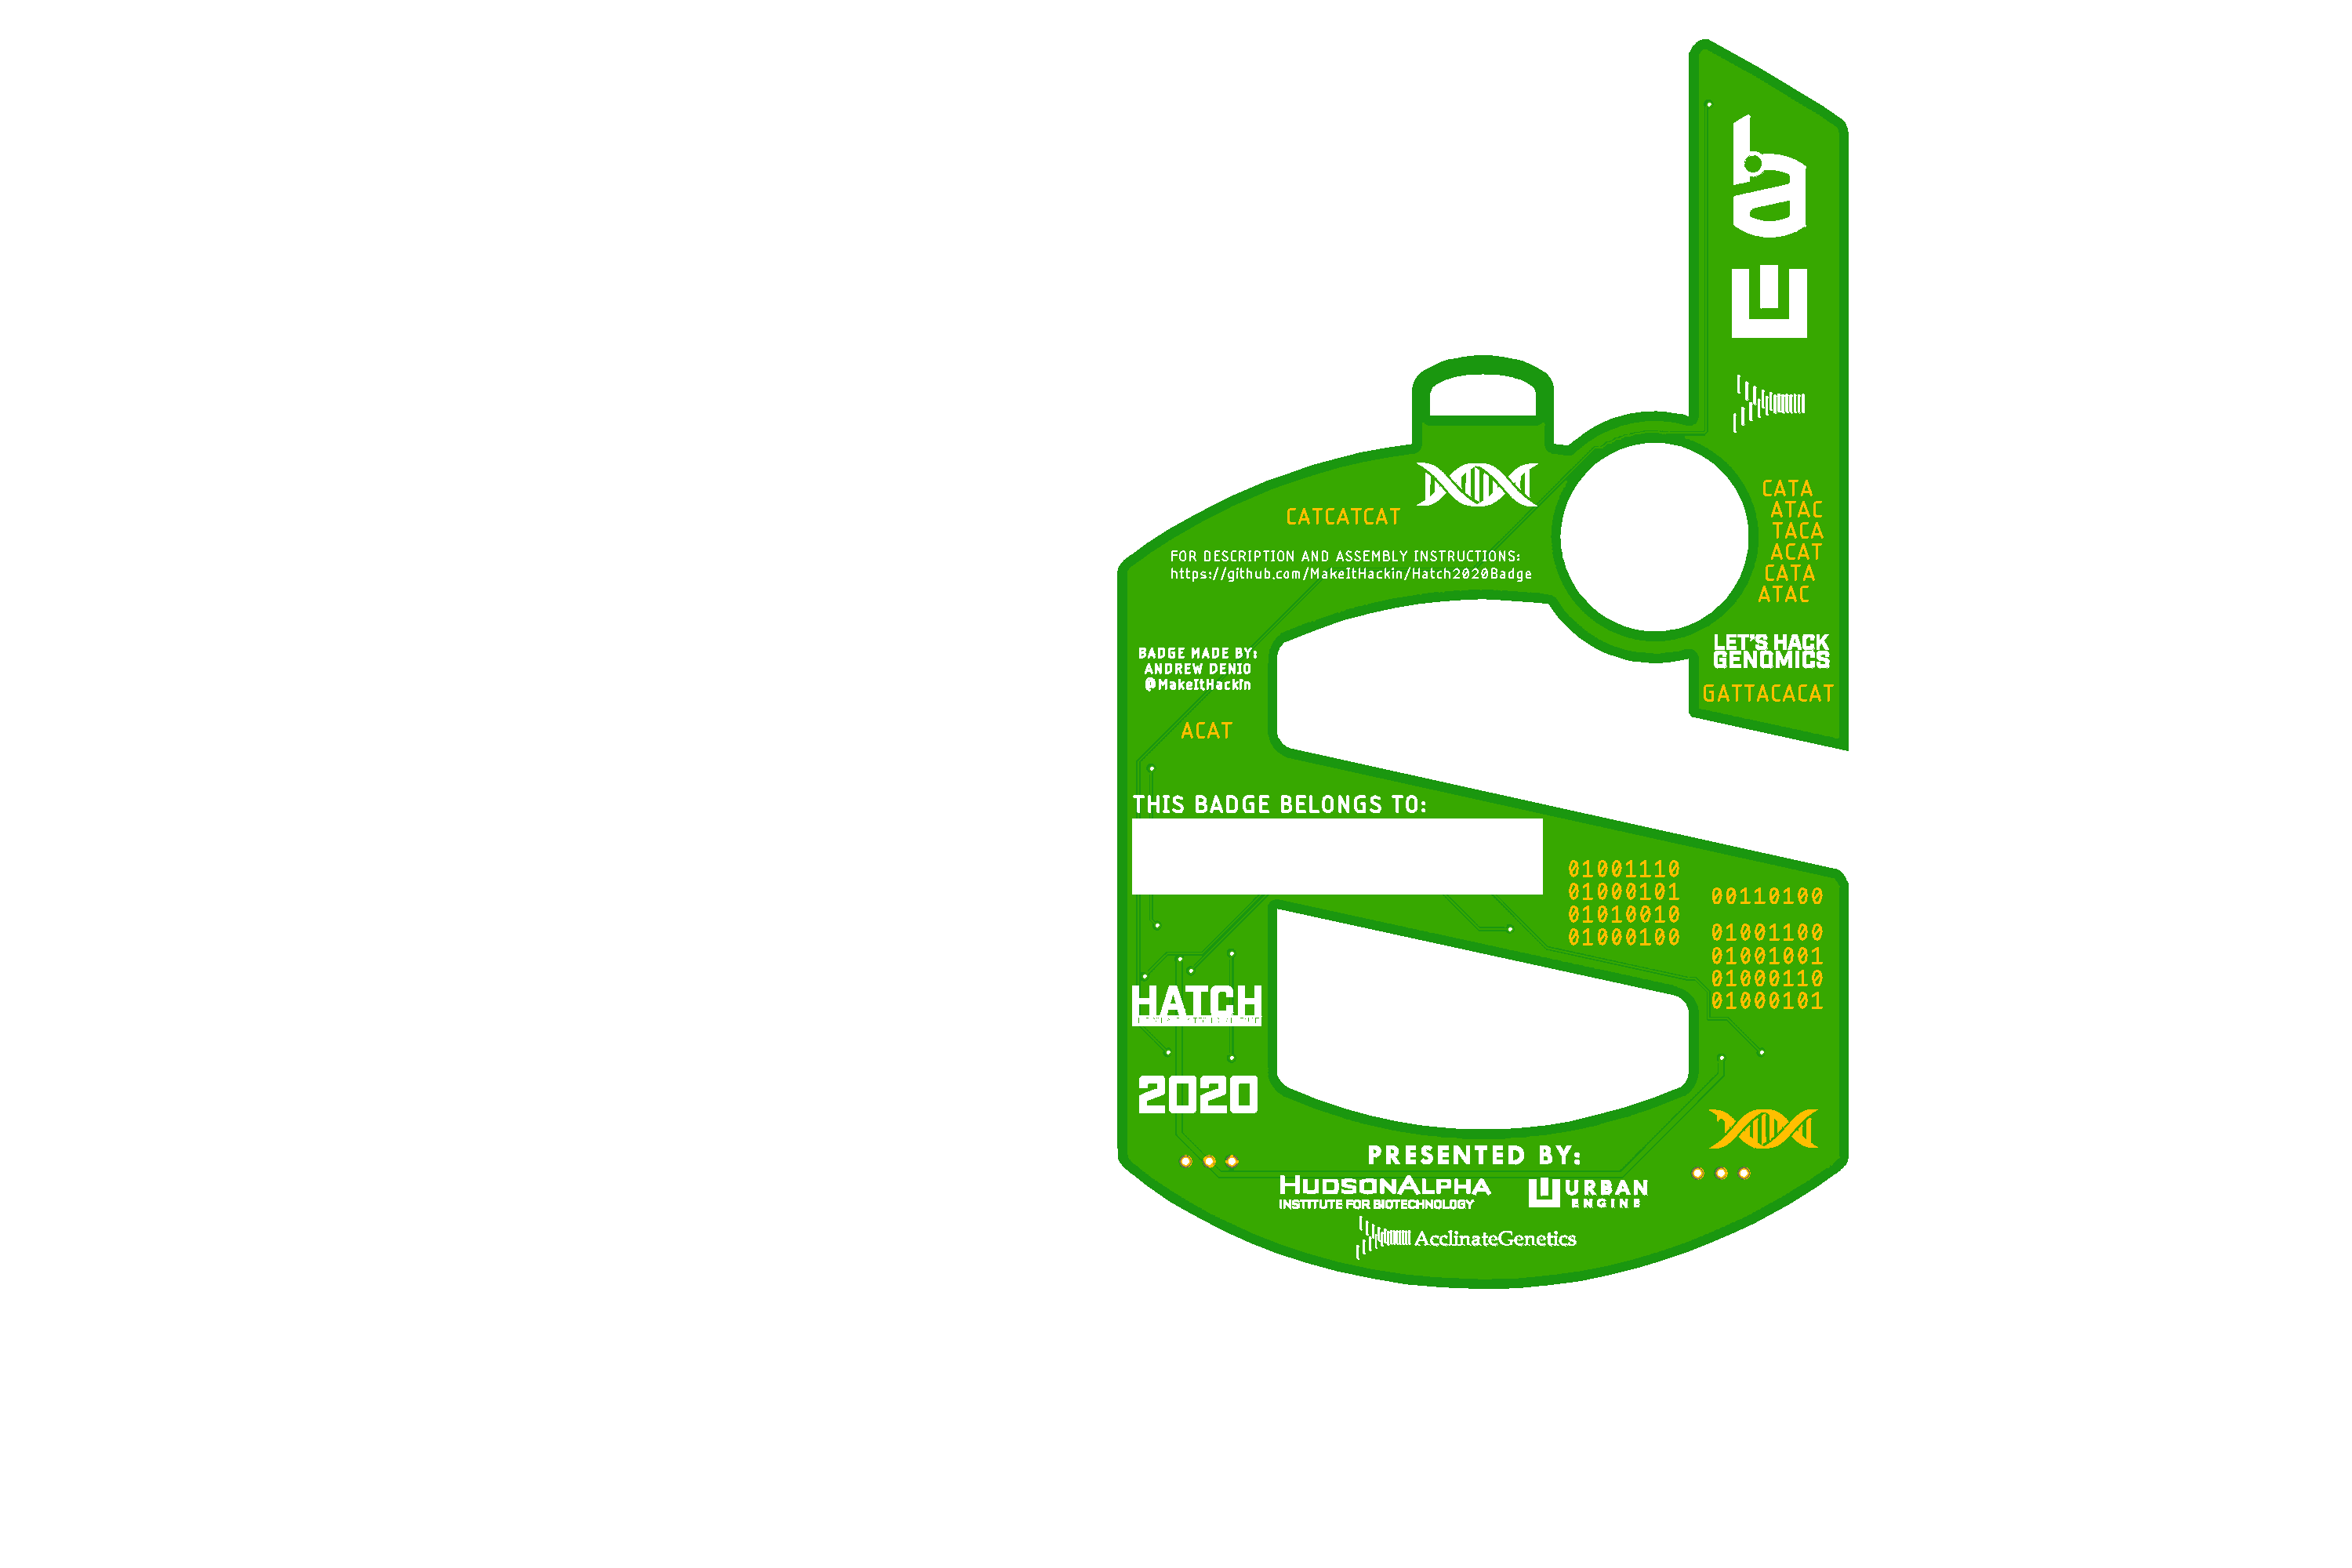 CATCATCAT
FOR DESCRIPTION AND ASSEMBLY INSTRUCTIONS:
https://github.com/MakeItHackin/Hatch2020Badge
CATA
ATAC
TACA
ACAT
CATA
ATAC
LET'S HACK
GENOMICS
GATTACACAT
BADGE MADE BY:
ANDREW DENIO
@MakeItHackin
ACAT
THIS BADGE BELONGS TO:
01001110
01000101
01010010
01000100
00110100
01001100
01001001
01000110
01000101
HATCH
2020
PRESENTED BY:
HUDSONALPHA
INSTITUTE FOR BIOTECHNOLOGY
URBAN
ENGINE
AcclinateGenetics